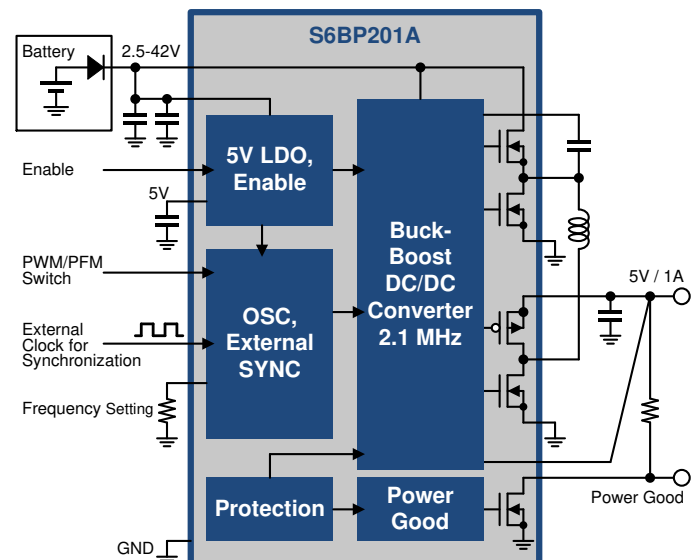 S6BP201A
Battery
2.5-42V
5V LDO,
Enable
Enable
5V
Buck-
Boost
DC/DC
Converter
2.1 MHz
PWM/PFM
Switch
5V / 1A
OSC,
External
SYNC
External
Clock for
Synchronization
Frequency Setting
Protection
Power
Good
Power Good
GND